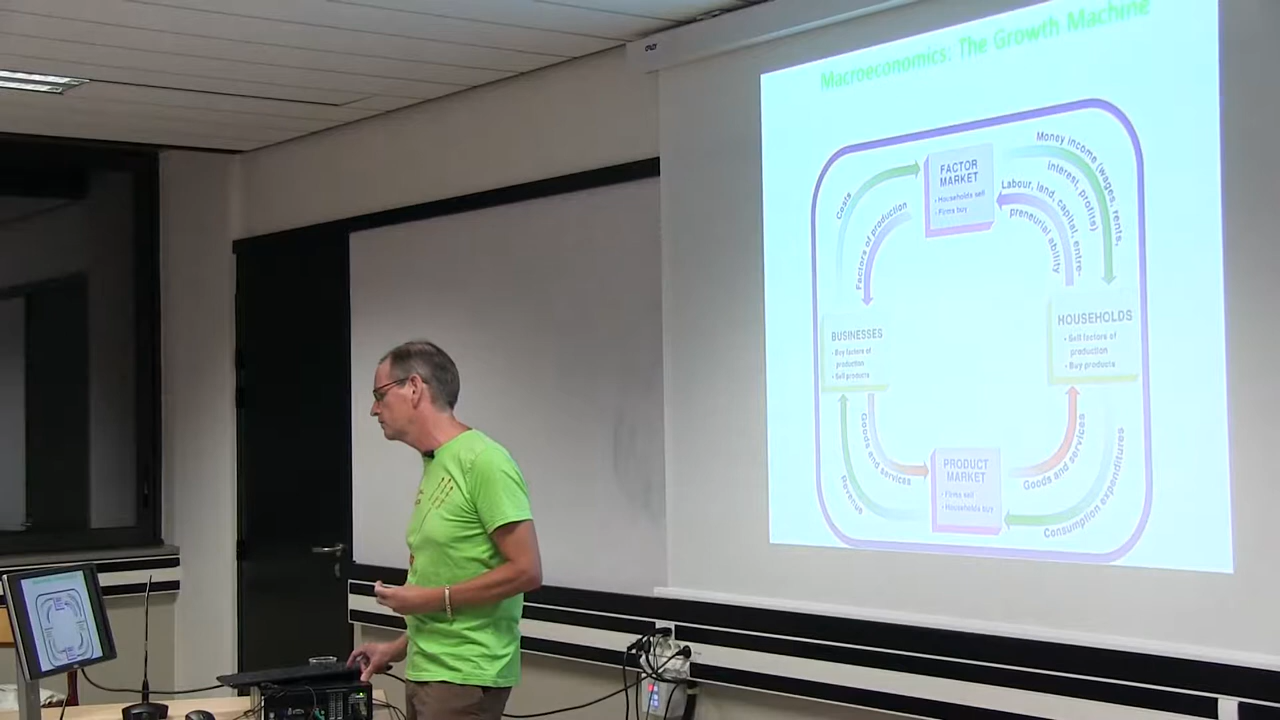 Macroeconomics: The Growth Machine
FACTOR
MARKET
• Households sell
• Firms buy
Costs
Factors of production
Money income (wages, rents,
interest, profits)
Labour, land, capital, entre-
preneurial ability
BUSINESSES
• Buy factors of
production
• Sell products
HOUSEHOLDS
• Sell factors of
production
• Buy products
Goods and services
Revenue
PRODUCT
MARKET
• Firms sell
• Households buy
Goods and services
Consumption expenditures